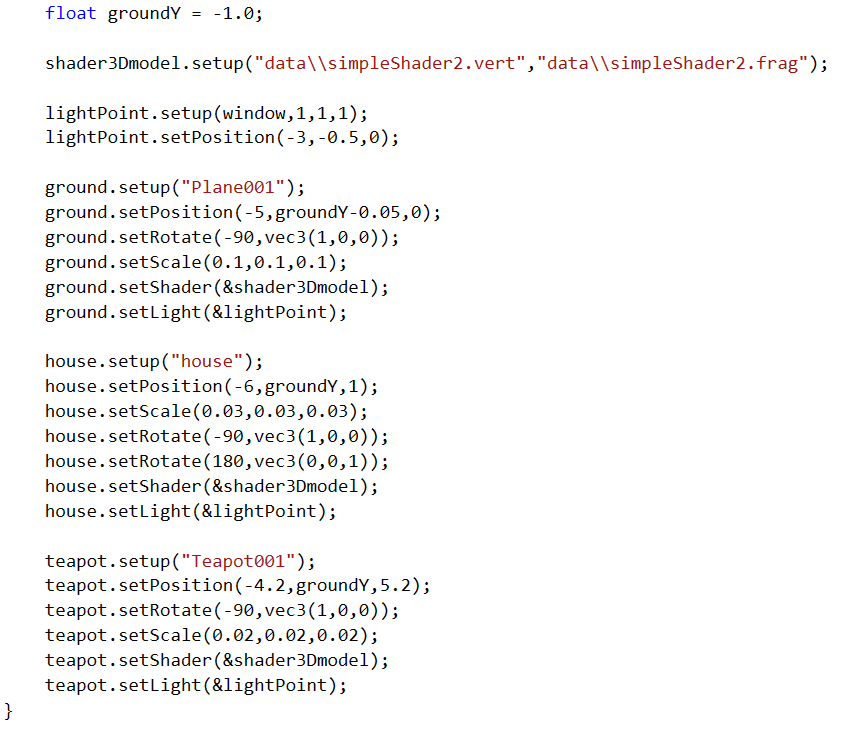 float groundY = -1.0;
shader3Dmodel.setup("data\\simpleShader2.vert","data\\simpleShader2.frag");
lightPoint.setup(window,1,1,1);
lightPoint.setPosition(-3,-0.5,0);
ground.setup("Plane001");
ground.setPosition(-5,groundY-0.05,0);
ground.setRotate(-90,vec3(1,0,0));
ground.setScale(0.1,0.1,0.1);
ground.setShader(&shader3Dmodel);
ground.setLight(&lightPoint);
house.setup("house");
house.setPosition(-6,groundY,1);
house.setScale(0.03,0.03,0.03);
house.setRotate(-90,vec3(1,0,0));
house.setRotate(180,vec3(0,0,1));
house.setShader(&shader3Dmodel);
house.setLight(&lightPoint);
teapot.setup("Teapot001");
teapot.setPosition(-4.2,groundY,5.2);
teapot.setRotate(-90,vec3(1,0,0));
teapot.setScale(0.02,0.02,0.02);
teapot.setShader(&shader3Dmodel);
teapot.setLight(&lightPoint);
}